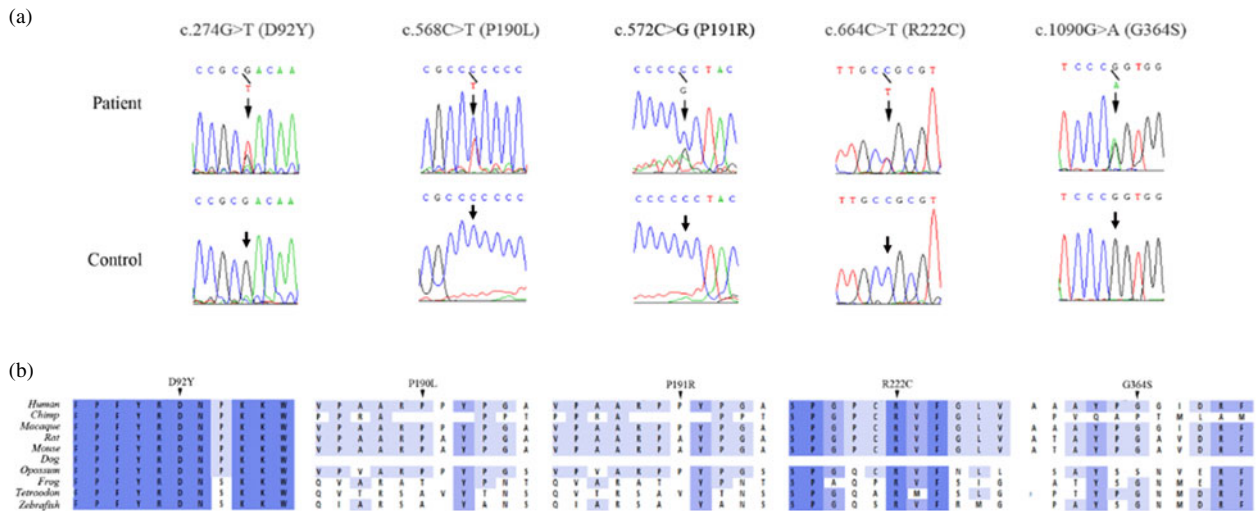 (a)
c.274G>T (D92Y) c.568C>T (P190L) c.572C>G (P191R) c.664C>T (R222C) c.1090G>A (G364S)
C C G C G A C A A C G C C C C C C C C C C C C C T A C T T G C C G C G T T C C C G G T G G
T T G T A
Patient
C C G C G A C A A C G C C C C C C C C C C C C C T A C T T G C C G C G T T C C C G G T G G
Control
(b)
D92Y P190L P191R R222C G364S
Human F P F Y R D N P K K W V P A A R P P Y P G A V P A A R P P Y P G A S P G P C R V F G L V A A A Y P G G I D R F
Chimp P P R A P P T P P R A P P T P V Q A P T M L A M
Macaque F P F Y R D N P K K W V P A A R P A Y P G A V P A A R P A Y P G A S P G P C R V F G L V A A A Y P G G I D R F
Rat F P F Y R D N P K K W V P A A R P A Y P G A V P A A R P A Y P G A S P G P C R V F G L V A T A Y P G A V D R F
Mouse F P F Y R D N P K K W V P A A R P A Y P G A V P A A R P A Y P G A S P G P C R V F G L V A T A Y P G A V D R F
Dog F P F Y R D N P K K W
Opossum F P F Y R D N P K K W V P V A R P P Y P G S V P V A R P P Y P G S S P G Q C R V F N L L S A Y S S N V E R F
Frog F P F Y R D N S K K W Q V A R A T Y P N T Q V A R A T Y P N T S P A Q P R V F S I G A T A Y S G N M E R F
Tetraodon F P F Y R D N S K K W Q V T R S A V Y T N S S P G Q A R M F S L G P T Y P G N M D R F
Zebrafish F P F Y R D N S K K W Q I A R S A Y A N S Q I A R S A Y A N S S P G Q S R V F R M G A T A Y P G N M D R F